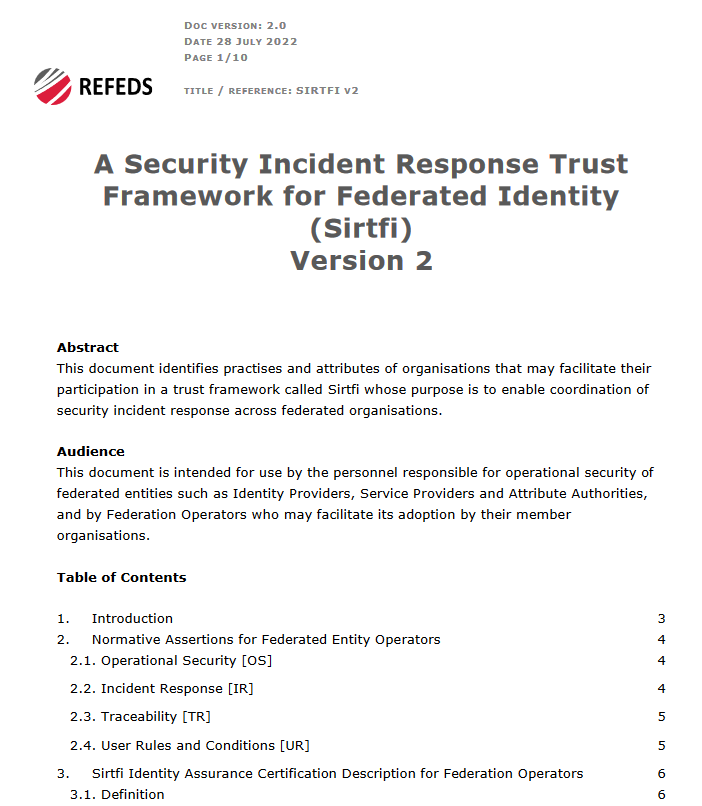 DOC VERSION: 2.0
DATE 28 JULY 2022
PAGE 1/10
REFEDS
TITLE / REFERENCE: SIRTFI V2
A Security Incident Response Trust
Framework for Federated Identity
(Sirtfi)
Version 2
Abstract
This document identifies practises and attributes of organisations that may facilitate their
participation in a trust framework called Sirtfi whose purpose is to enable coordination of
security incident response across federated organisations.
Audience
This document is intended for use by the personnel responsible for operational security of
federated entities such as Identity Providers, Service Providers and Attribute Authorities,
and by Federation Operators who may facilitate its adoption by their member
organisations.
Table of Contents
1. Introduction 3
2. Normative Assertions for Federated Entity Operators 4
2.1. Operational Security [OS] 4
2.2. Incident Response [IR] 4
2.3. Traceability [TR] 5
2.4. User Rules and Conditions [UR] 5
3. Sirtfi Identity Assurance Certification Description for Federation Operators 6
3.1. Definition 6